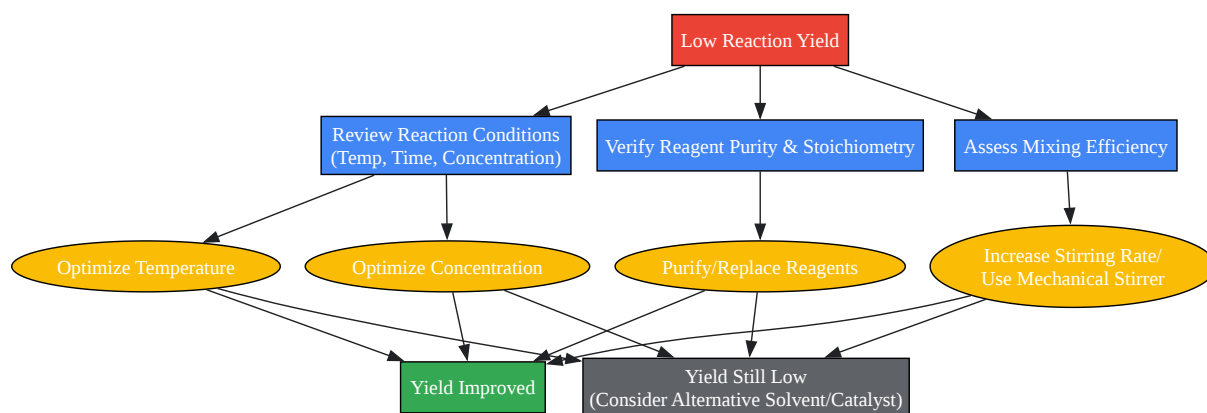 Low Reaction Yield
Review Reaction Conditions
(Temp, Time, Concentration)
Verify Reagent Purity & Stoichiometry
Assess Mixing Efficiency
Optimize Temperature
Optimize Concentration
Purify/Replace Reagents
Increase Stirring Rate/
Use Mechanical Stirrer
Yield Improved
Yield Still Low
(Consider Alternative Solvent/Catalyst)